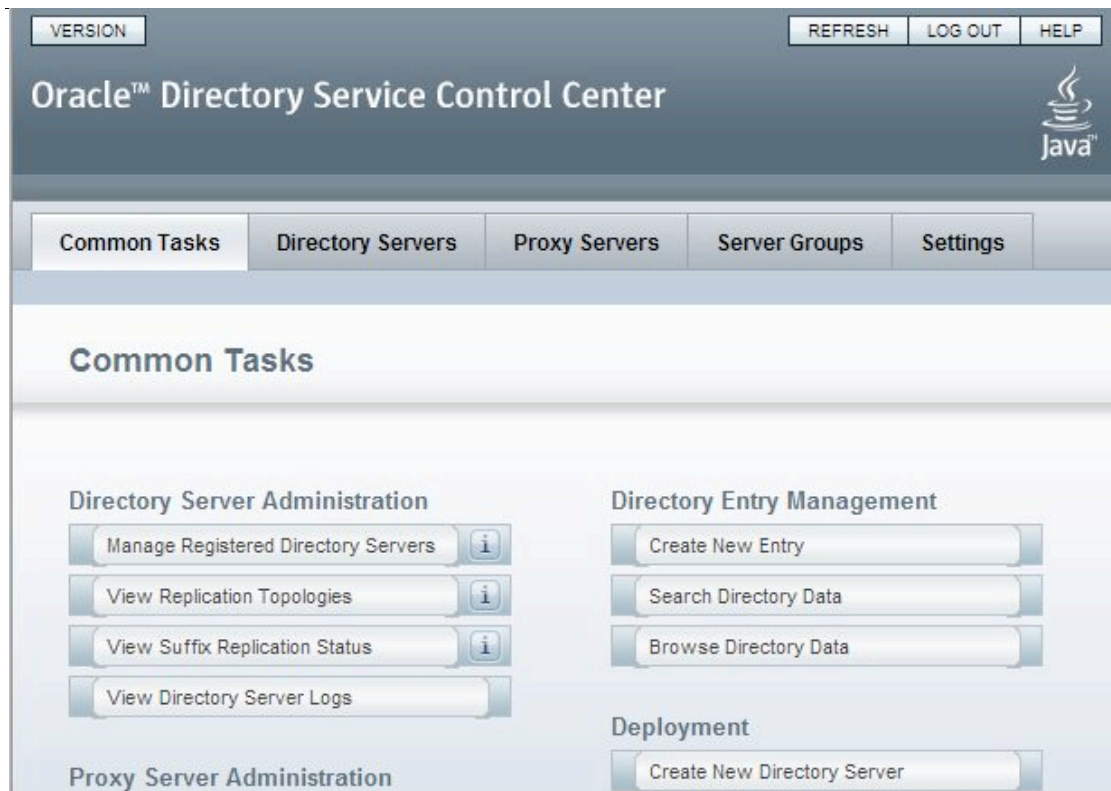 VERSION REFRESH LOG OUT HELP
Oracle™ Directory Service Control Center
Java™
Common Tasks Directory Servers Proxy Servers Server Groups Settings
Common Tasks
Directory Server Administration
Manage Registered Directory Servers i
View Replication Topologies i
View Suffix Replication Status i
View Directory Server Logs
Proxy Server Administration
Directory Entry Management
Create New Entry
Search Directory Data
Browse Directory Data
Deployment
Create New Directory Server